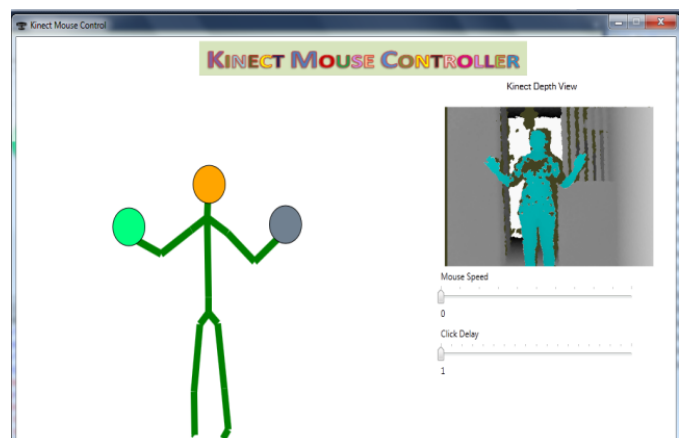 Kinect Mouse Control
KINECT MOUSE CONTROLLER
Kinect Depth View
Mouse Speed
0
Click Delay
1